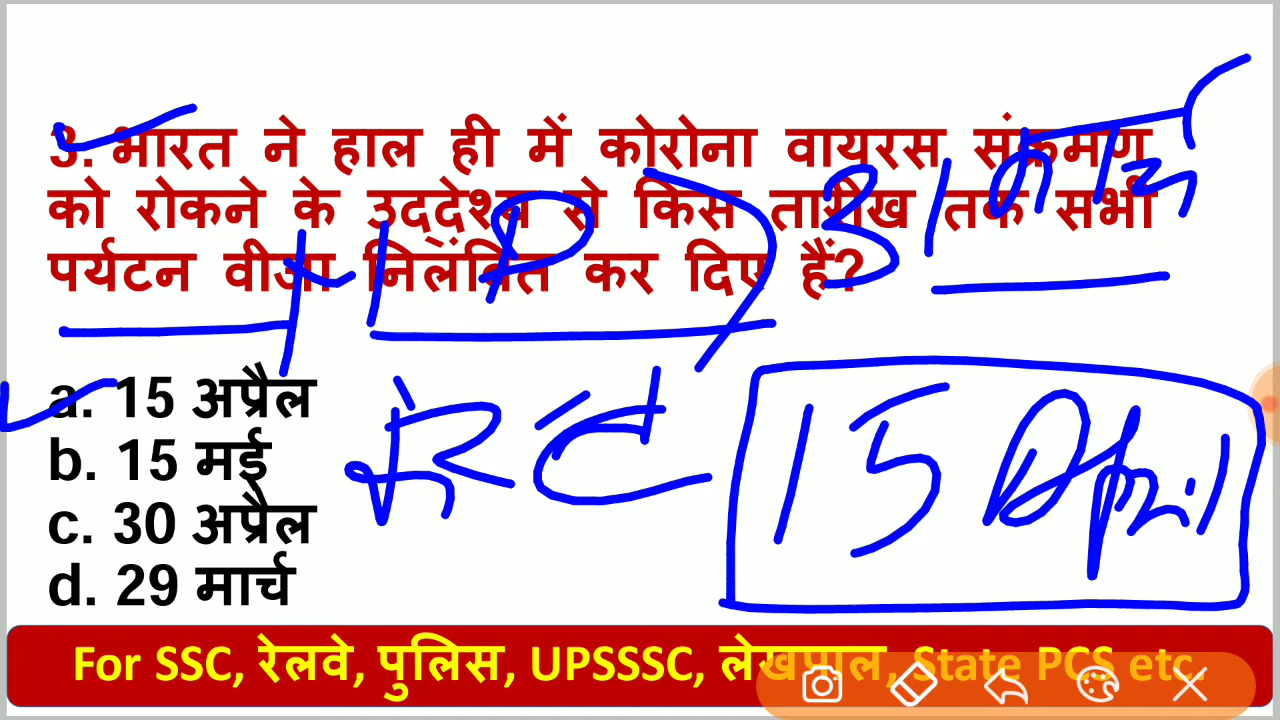 3. भारत ने हाल ही में कोरोना वायरस संक्रमण
को रोकने के उद्देश्य से किस तारीख तक सभी
पर्यटन वीजा निलंबित कर दिए हैं?
31 मार्च
a. 15 अप्रैल
b. 15 मई
c. 30 अप्रैल
d. 29 मार्च
15 April
For SSC, रेलवे, पुलिस, UPSSSC, लेखपाल, State PCS etc.